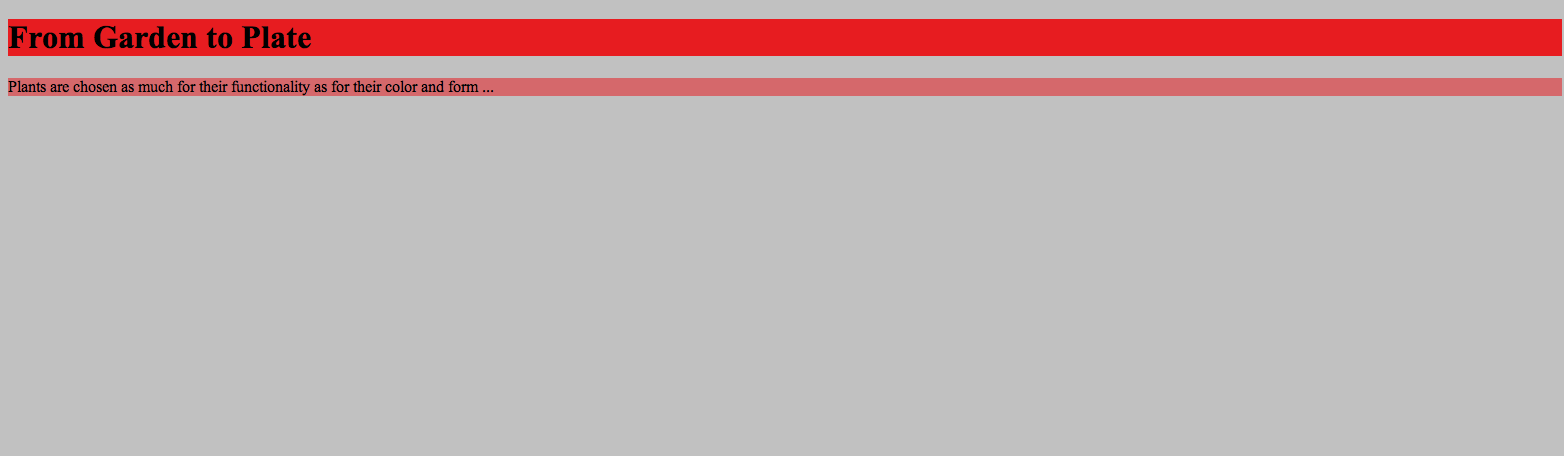 From Garden to Plate
Plants are chosen as much for their functionality as for their color and form ...